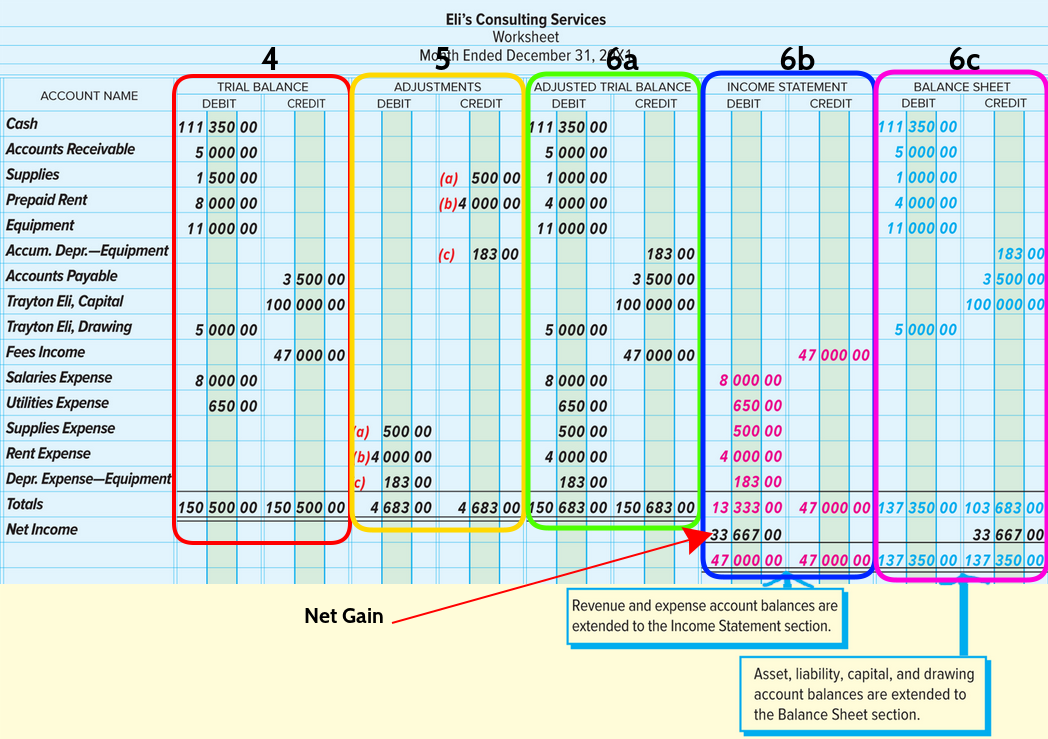 Eli's Consulting Services
Worksheet
Month Ended December 31, 20X1
4 5 6a 6b 6c
ACCOUNT NAME TRIAL BALANCE ADJUSTMENTS ADJUSTED TRIAL BALANCE INCOME STATEMENT BALANCE SHEET
DEBIT CREDIT DEBIT CREDIT DEBIT CREDIT DEBIT CREDIT DEBIT CREDIT
Cash 111 350 00 111 350 00 111 350 00
Accounts Receivable 5 000 00 5 000 00 5 000 00
Supplies 1 500 00 (a) 500 00 1 000 00 1 000 00
Prepaid Rent 8 000 00 (b) 4 000 00 4 000 00 4 000 00
Equipment 11 000 00 11 000 00 11 000 00
Accum. Depr.—Equipment (c) 183 00 183 00 183 00
Accounts Payable 3 500 00 3 500 00 3 500 00
Trayton Eli, Capital 100 000 00 100 000 00 100 000 00
Trayton Eli, Drawing 5 000 00 5 000 00 5 000 00
Fees Income 47 000 00 47 000 00 47 000 00
Salaries Expense 8 000 00 8 000 00 8 000 00
Utilities Expense 650 00 650 00 650 00
Supplies Expense (a) 500 00 500 00 500 00
Rent Expense (b) 4 000 00 4 000 00 4 000 00
Depr. Expense—Equipment (c) 183 00 183 00 183 00
Totals 150 500 00 150 500 00 4 683 00 4 683 00 150 683 00 150 683 00 13 333 00 47 000 00 137 350 00 103 683 00
Net Income 33 667 00 33 667 00
47 000 00 47 000 00 137 350 00 137 350 00
Net Gain
Revenue and expense account balances are
extended to the Income Statement section.
Asset, liability, capital, and drawing
account balances are extended to
the Balance Sheet section.